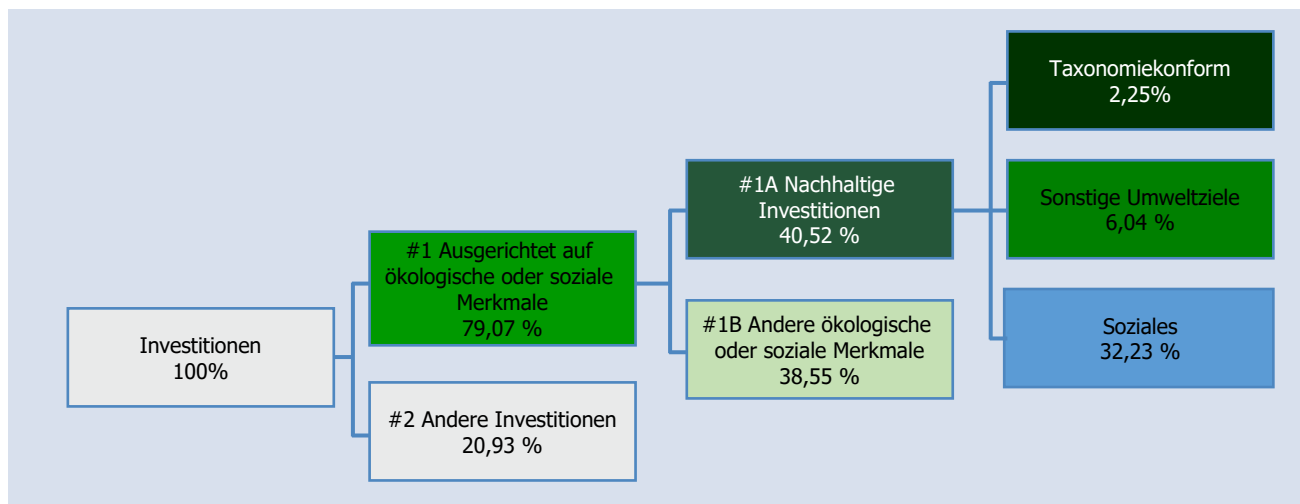 Investitionen
100%
#1 Ausgerichtet auf
ökologische oder soziale
Merkmale
79,07 %
#2 Andere Investitionen
20,93 %
#1A Nachhaltige
Investitionen
40,52 %
#1B Andere ökologische
oder soziale Merkmale
38,55 %
Taxonomiekonform
2,25%
Sonstige Umweltziele
6,04 %
Soziales
32,23 %